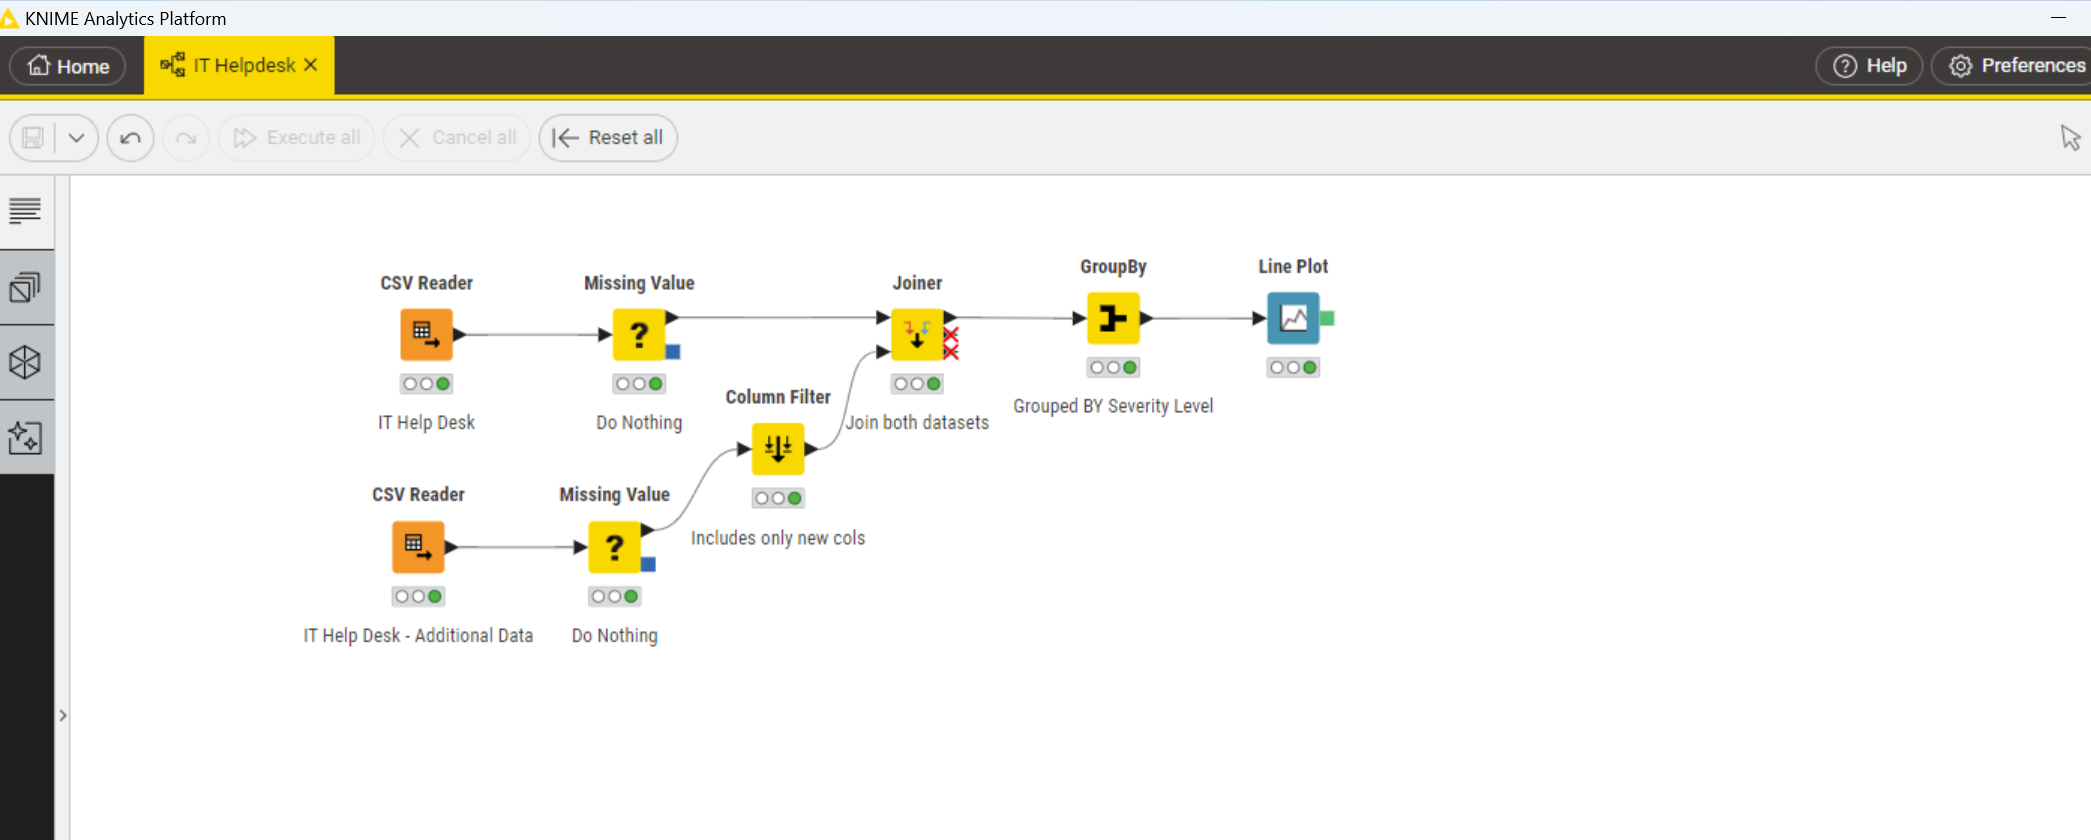 KNIME Analytics Platform
Home
IT Helpdesk
Help
Preferences
Execute all
Cancel all
Reset all
GroupBy
Line Plot
CSV Reader
Missing Value
Joiner
Grouped BY Severity Level
Column Filter
IT Help Desk
Do Nothing
Join both datasets
CSV Reader
Missing Value
Includes only new cols
IT Help Desk - Additional Data
Do Nothing